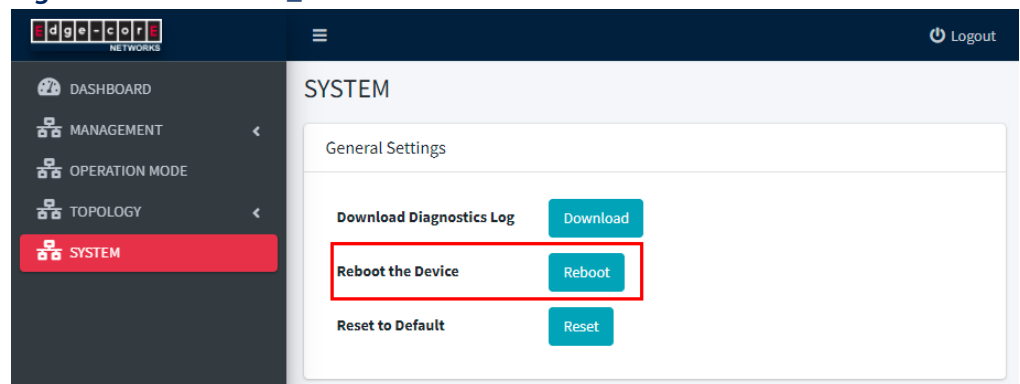 Edge-corE
NETWORKS
Logout
DASHBOARD
MANAGEMENT
OPERATION MODE
TOPOLOGY
SYSTEM
SYSTEM
General Settings
Download Diagnostics Log Download
Reboot the Device Reboot
Reset to Default Reset